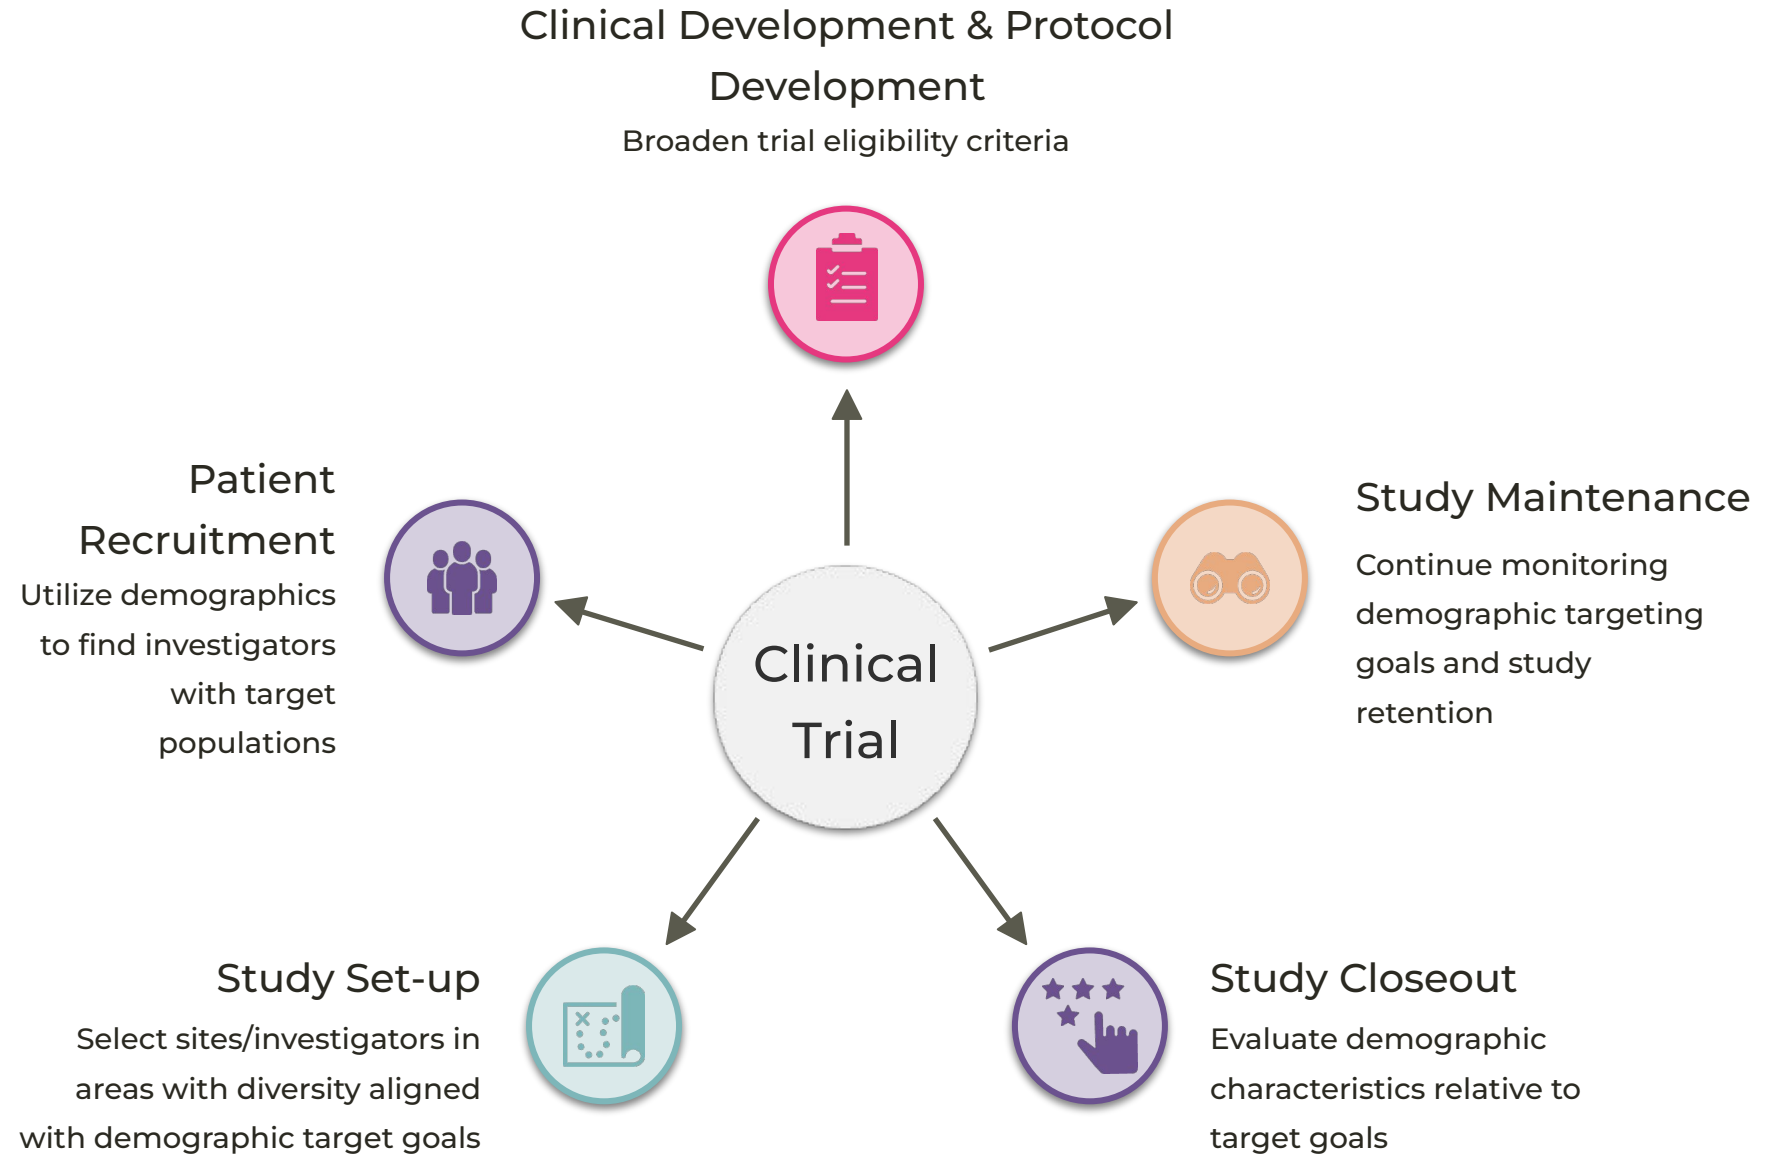 Clinical Development & Protocol
Development
Broaden trial eligibility criteria
Patient
Recruitment
Utilize demographics
to find investigators
with target
populations
Clinical
Trial
Study Maintenance
Continue monitoring
demographic targeting
goals and study
retention
Study Set-up
Select sites/investigators in
areas with diversity aligned
with demographic target goals
Study Closeout
Evaluate demographic
characteristics relative to
target goals